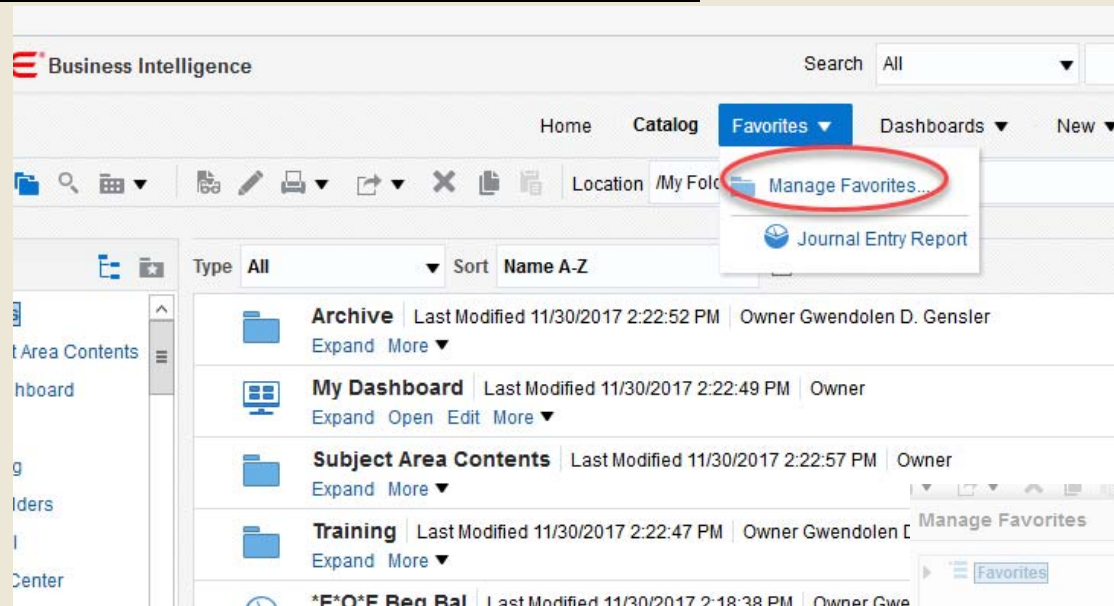 Business Intelligence
Search All
Home Catalog Favorites Dashboards New
Location /My Fold
Manage Favorites...
Journal Entry Report
Type All Sort Name A-Z
Archive Last Modified 11/30/2017 2:22:52 PM Owner Gwendolen D. Gensler
Expand More
t Area Contents
My Dashboard Last Modified 11/30/2017 2:22:49 PM Owner
hboard
Expand Open Edit More
Subject Area Contents Last Modified 11/30/2017 2:22:57 PM Owner
g
Expand More
lders
Training Last Modified 11/30/2017 2:22:47 PM Owner Gwendolen D
Manage Favorites
l
Expand More
Favorites
Center
*E*O*F Beg Bal Last Modified 11/30/2017 2:18:38 PM Owner Gwe